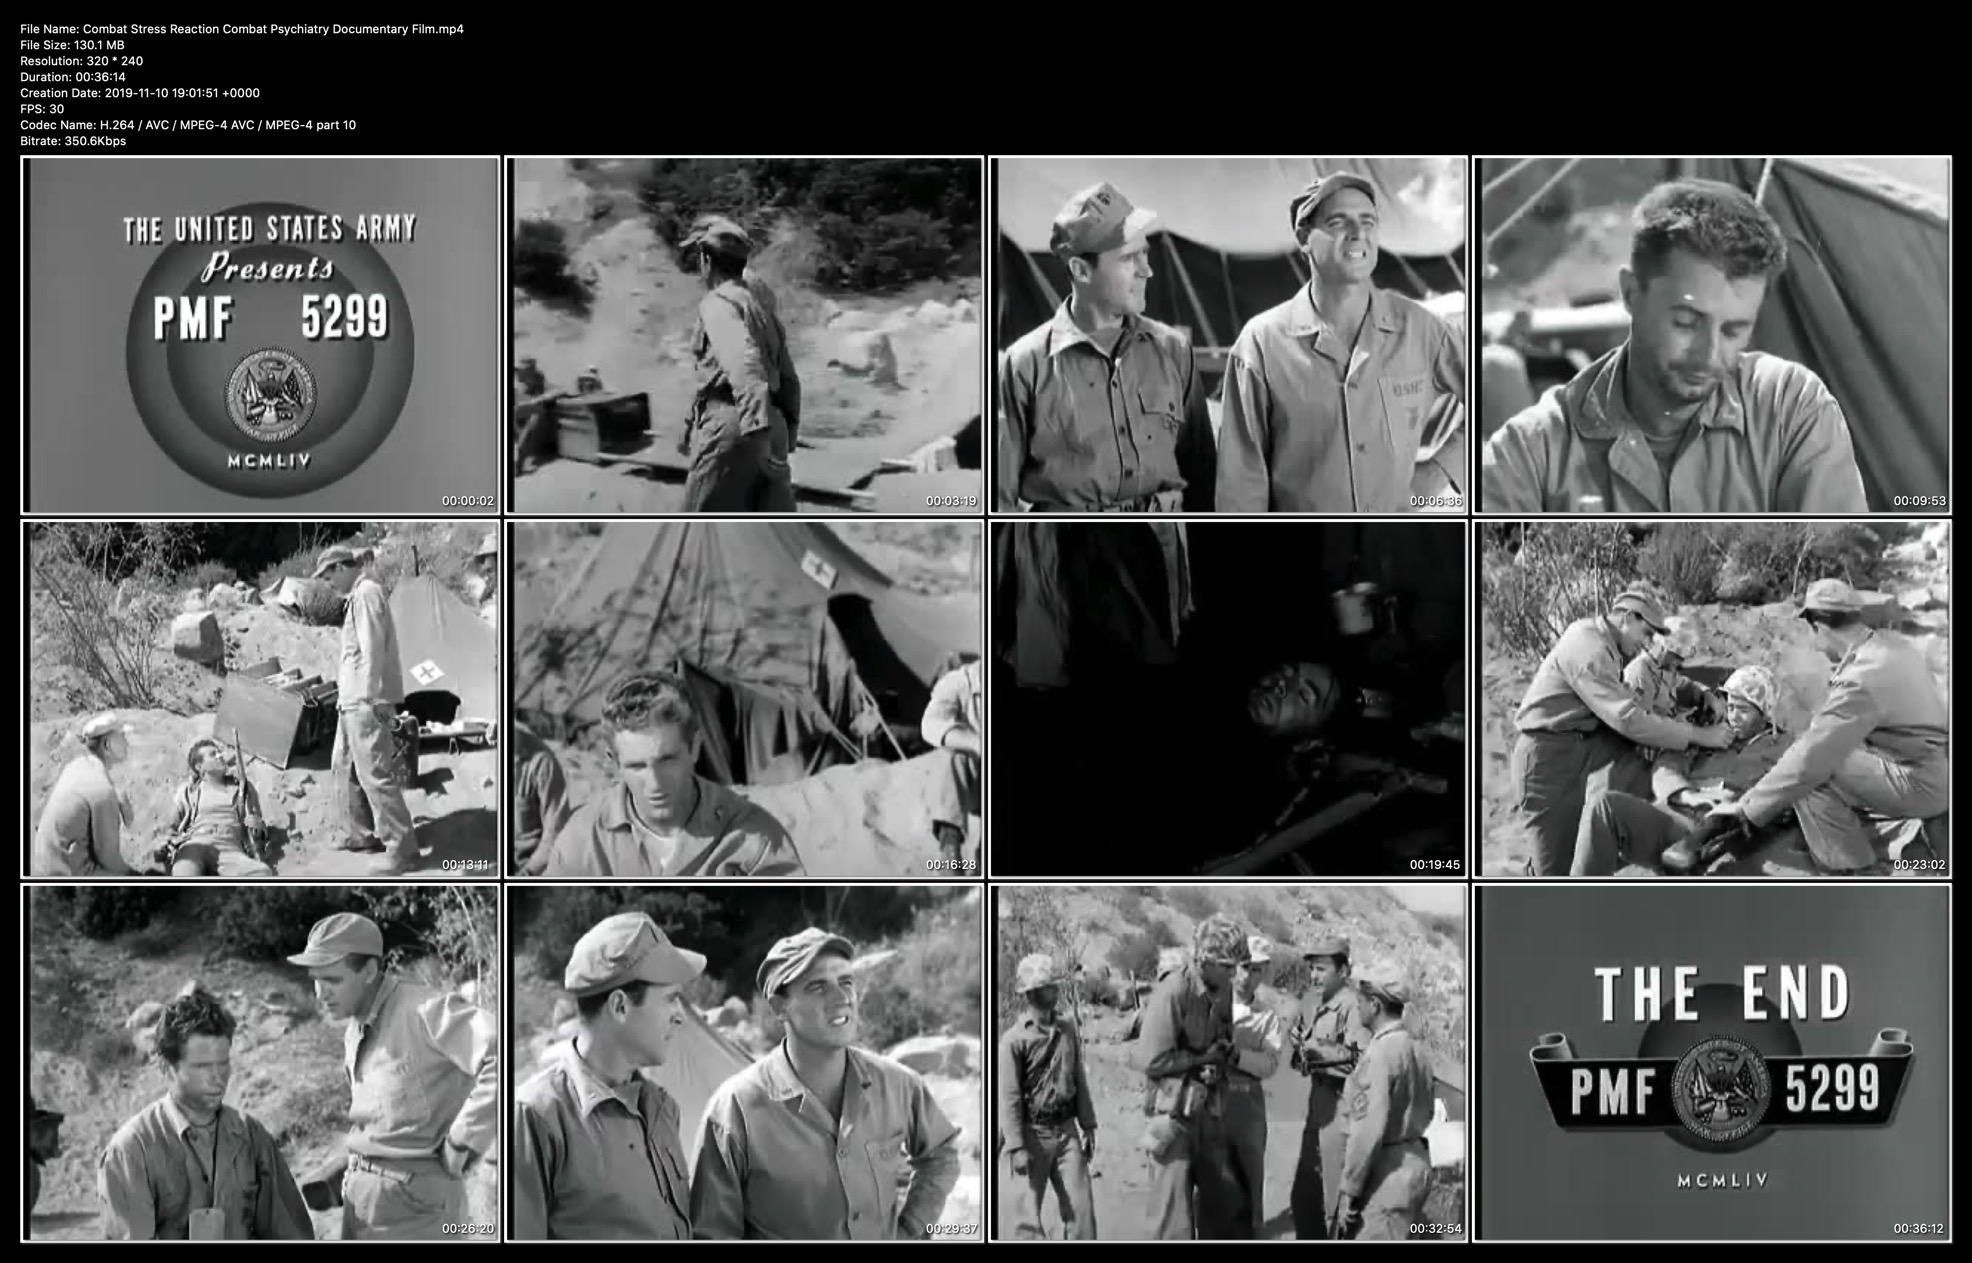 File Name: Combat Stress Reaction Combat Psychiatry Documentary Film.mp4
File Size: 130.1 MB
Resolution: 320 * 240
Duration: 00:36:14
Creation Date: 2019-11-10 19:01:51 +0000
FPS: 30
Codec Name: H.264 / AVC / MPEG-4 AVC / MPEG-4 part 10
Bitrate: 350.6Kbps
THE UNITED STATES ARMY
Presents
PMF 5299
MCMLIV
00:00:02
00:03:19
00:06:36
00:09:53
00:13:11
00:16:28
00:19:45
00:23:02
00:26:20
00:29:37
00:32:54
THE END
PMF 5299
WAR OFFICE
MCMLIV
00:36:12